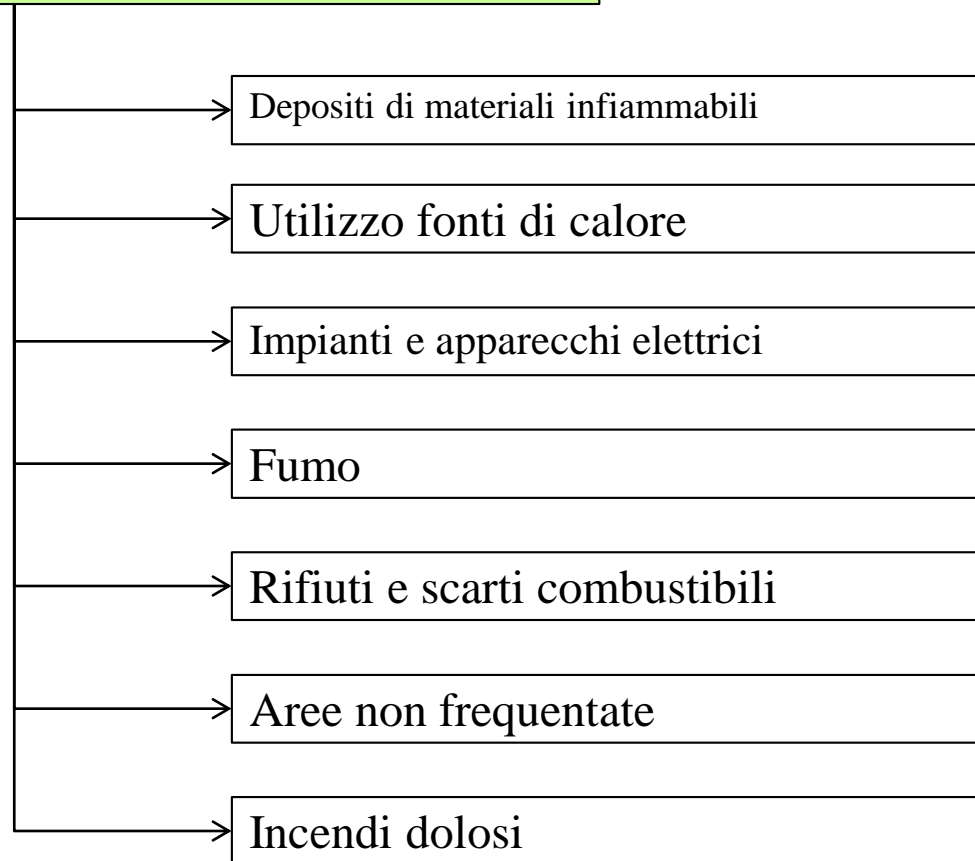 Depositi di materiali infiammabili
Utilizzo fonti di calore
Impianti e apparecchi elettrici
Fumo
Rifiuti e scarti combustibili
Aree non frequentate
Incendi dolosi